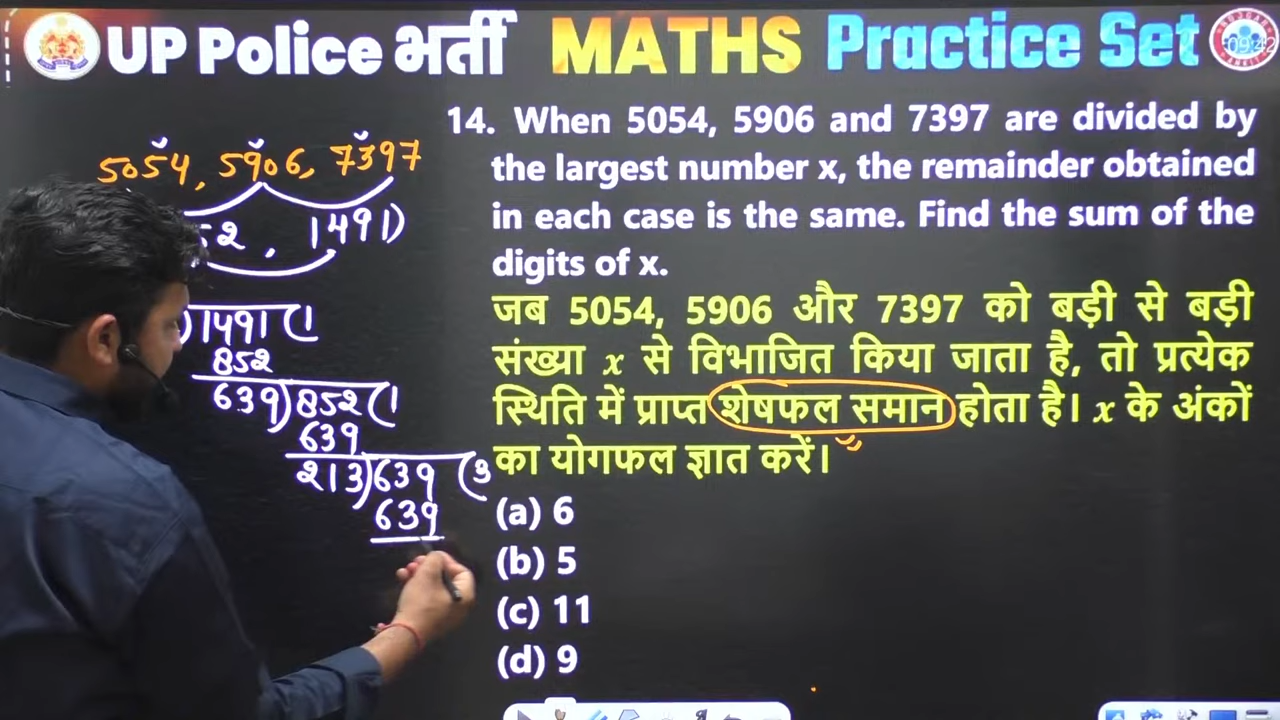 UP Police भर्ती MATHS Practice Set
09:42
14. When 5054, 5906 and 7397 are divided by
the largest number x, the remainder obtained
in each case is the same. Find the sum of the
digits of x.
जब 5054, 5906 और 7397 को बड़ी से बड़ी
संख्या x से विभाजित किया जाता है, तो प्रत्येक
स्थिति में प्राप्त शेषफल समान होता है। x के अंकों
का योगफल ज्ञात करें।
(a) 6
(b) 5
(c) 11
(d) 9
5054, 5906, 7397
52, 1491)
)1491(1
852
639)852(1
639
213)639(3
639